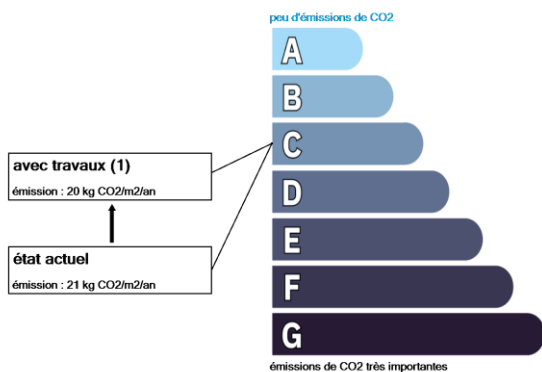 peu d'émissions de CO2
A
B
C
avec travaux (1)
émission : 20 kg CO2/m2/an
D
E
état actuel
émission : 21 kg CO2/m2/an
F
G
émissions de CO2 très importantes